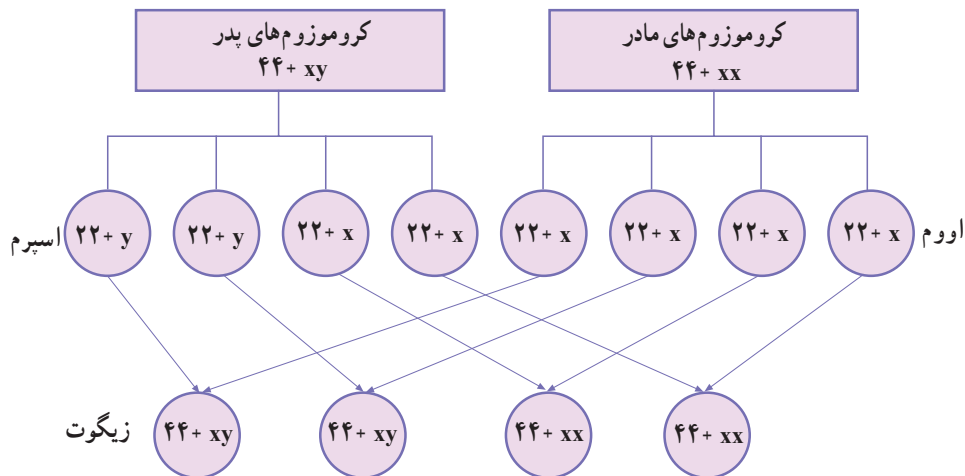 کروموزوم‌های مادر
۴۴+ xx
کروموزوم‌های پدر
۴۴+ xy
اووم
۲۲+ x
۲۲+ x
۲۲+ x
۲۲+ x
۲۲+ x
۲۲+ x
۲۲+ y
۲۲+ y
اسپرم
زیگوت
۴۴+ xy
۴۴+ xy
۴۴+ xx
۴۴+ xx